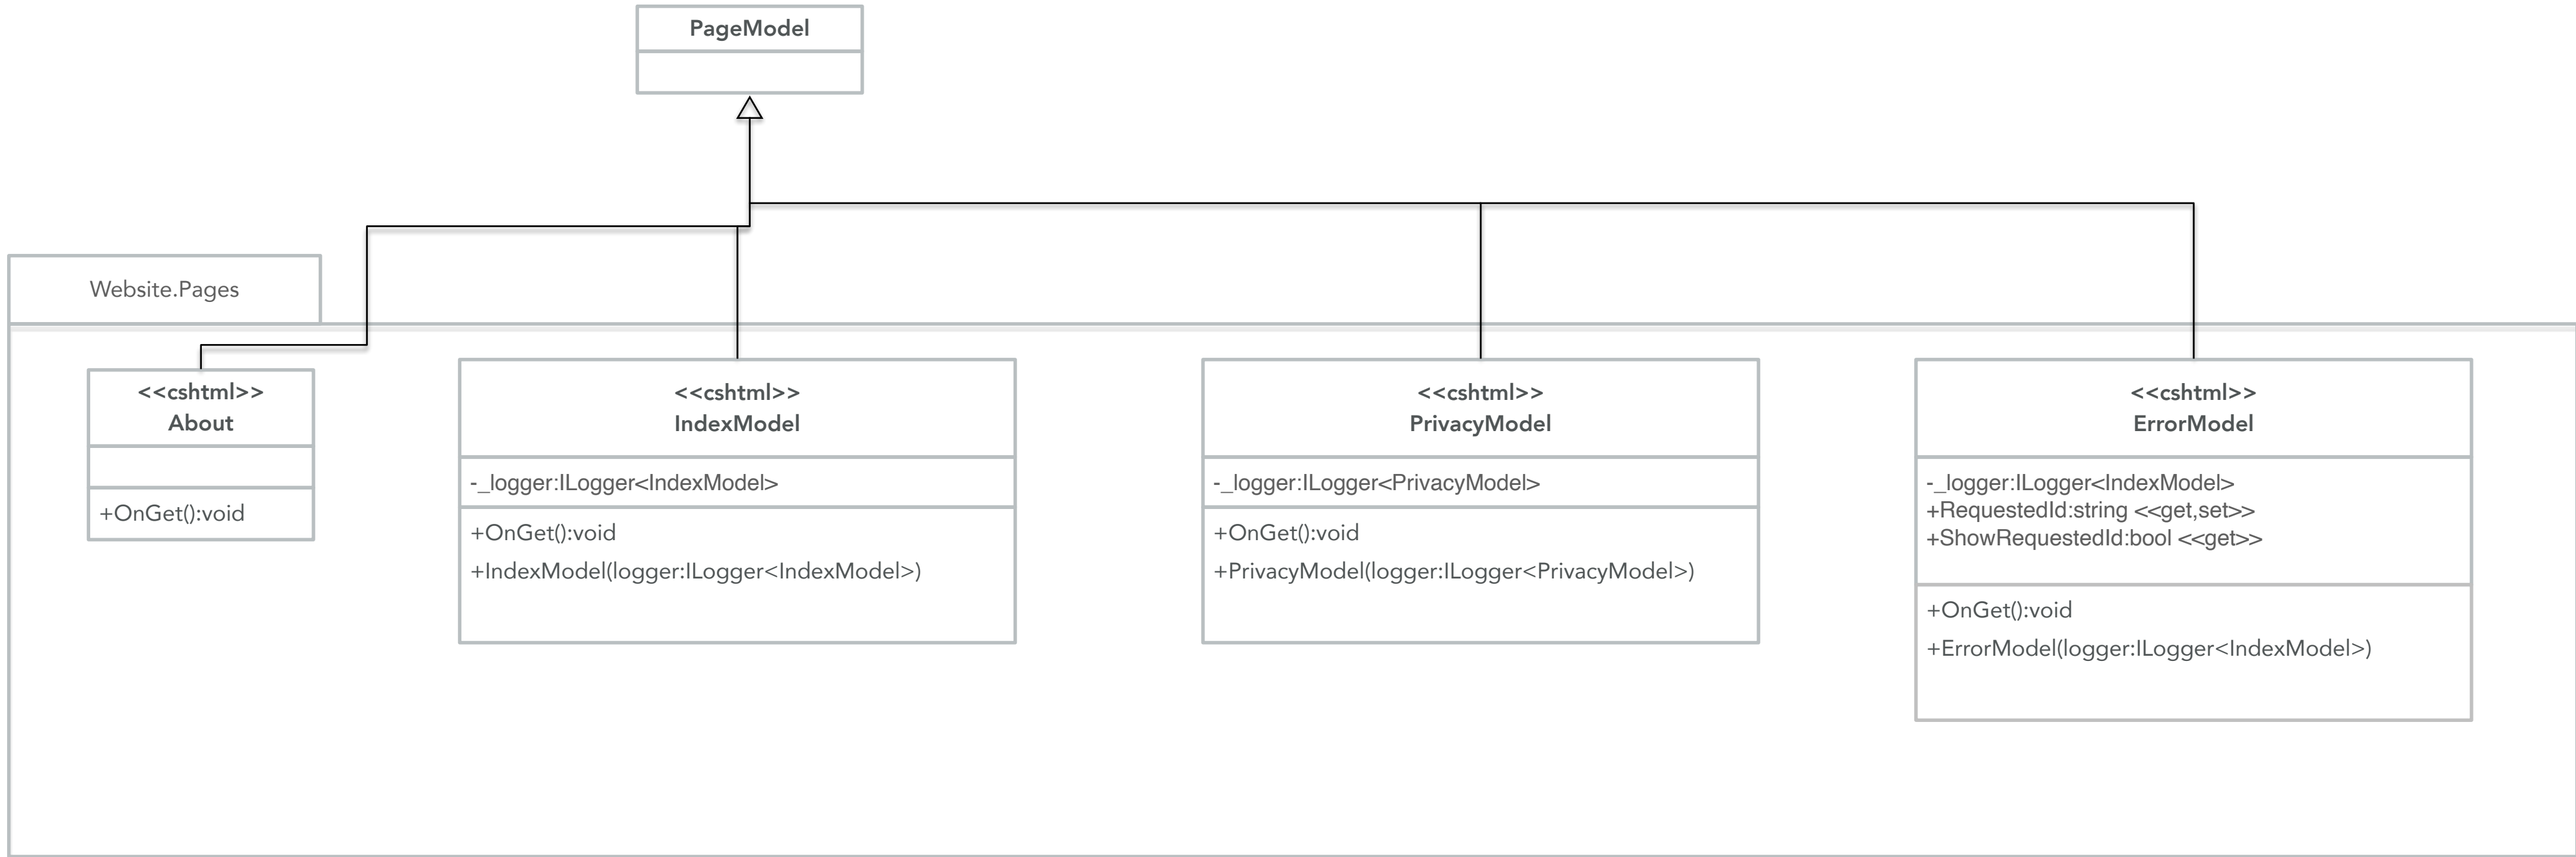 PageModel
Website.Pages
<<cshtml>>
About
+OnGet():void
<<cshtml>>
IndexModel
-_logger:ILogger<IndexModel>
+OnGet():void
+IndexModel(logger:ILogger<IndexModel>)
<<cshtml>>
PrivacyModel
-_logger:ILogger<PrivacyModel>
+OnGet():void
+PrivacyModel(logger:ILogger<PrivacyModel>)
<<cshtml>>
ErrorModel
-_logger:ILogger<IndexModel>
+RequestedId:string <<get,set>>
+ShowRequestedId:bool <<get>>
+OnGet():void
+ErrorModel(logger:ILogger<IndexModel>)